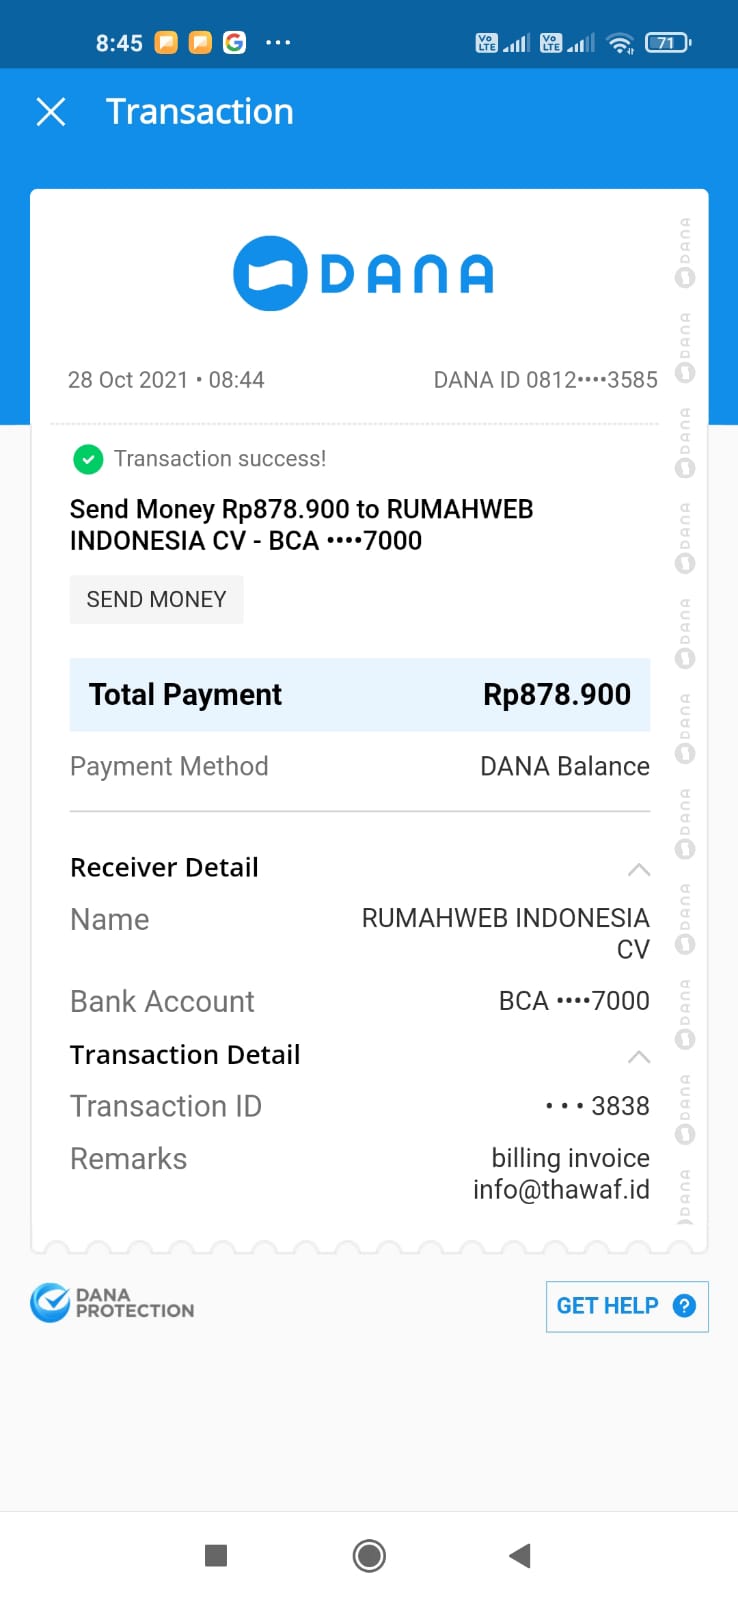 8:45
Vo LTE
Vo LTE
71
Transaction
DANA
28 Oct 2021 • 08:44
DANA ID 0812••••3585
Transaction success!
Send Money Rp878.900 to RUMAHWEB
INDONESIA CV - BCA ••••7000
SEND MONEY
Total Payment
Rp878.900
Payment Method
DANA Balance
Receiver Detail
Name
RUMAHWEB INDONESIA
CV
Bank Account
BCA ••••7000
Transaction Detail
Transaction ID
••• 3838
Remarks
billing invoice
info@thawaf.id
DANA
DANA
DANA
DANA
DANA
DANA
DANA
DANA
DANA
DANA
DANA
DANA
PROTECTION
GET HELP ?